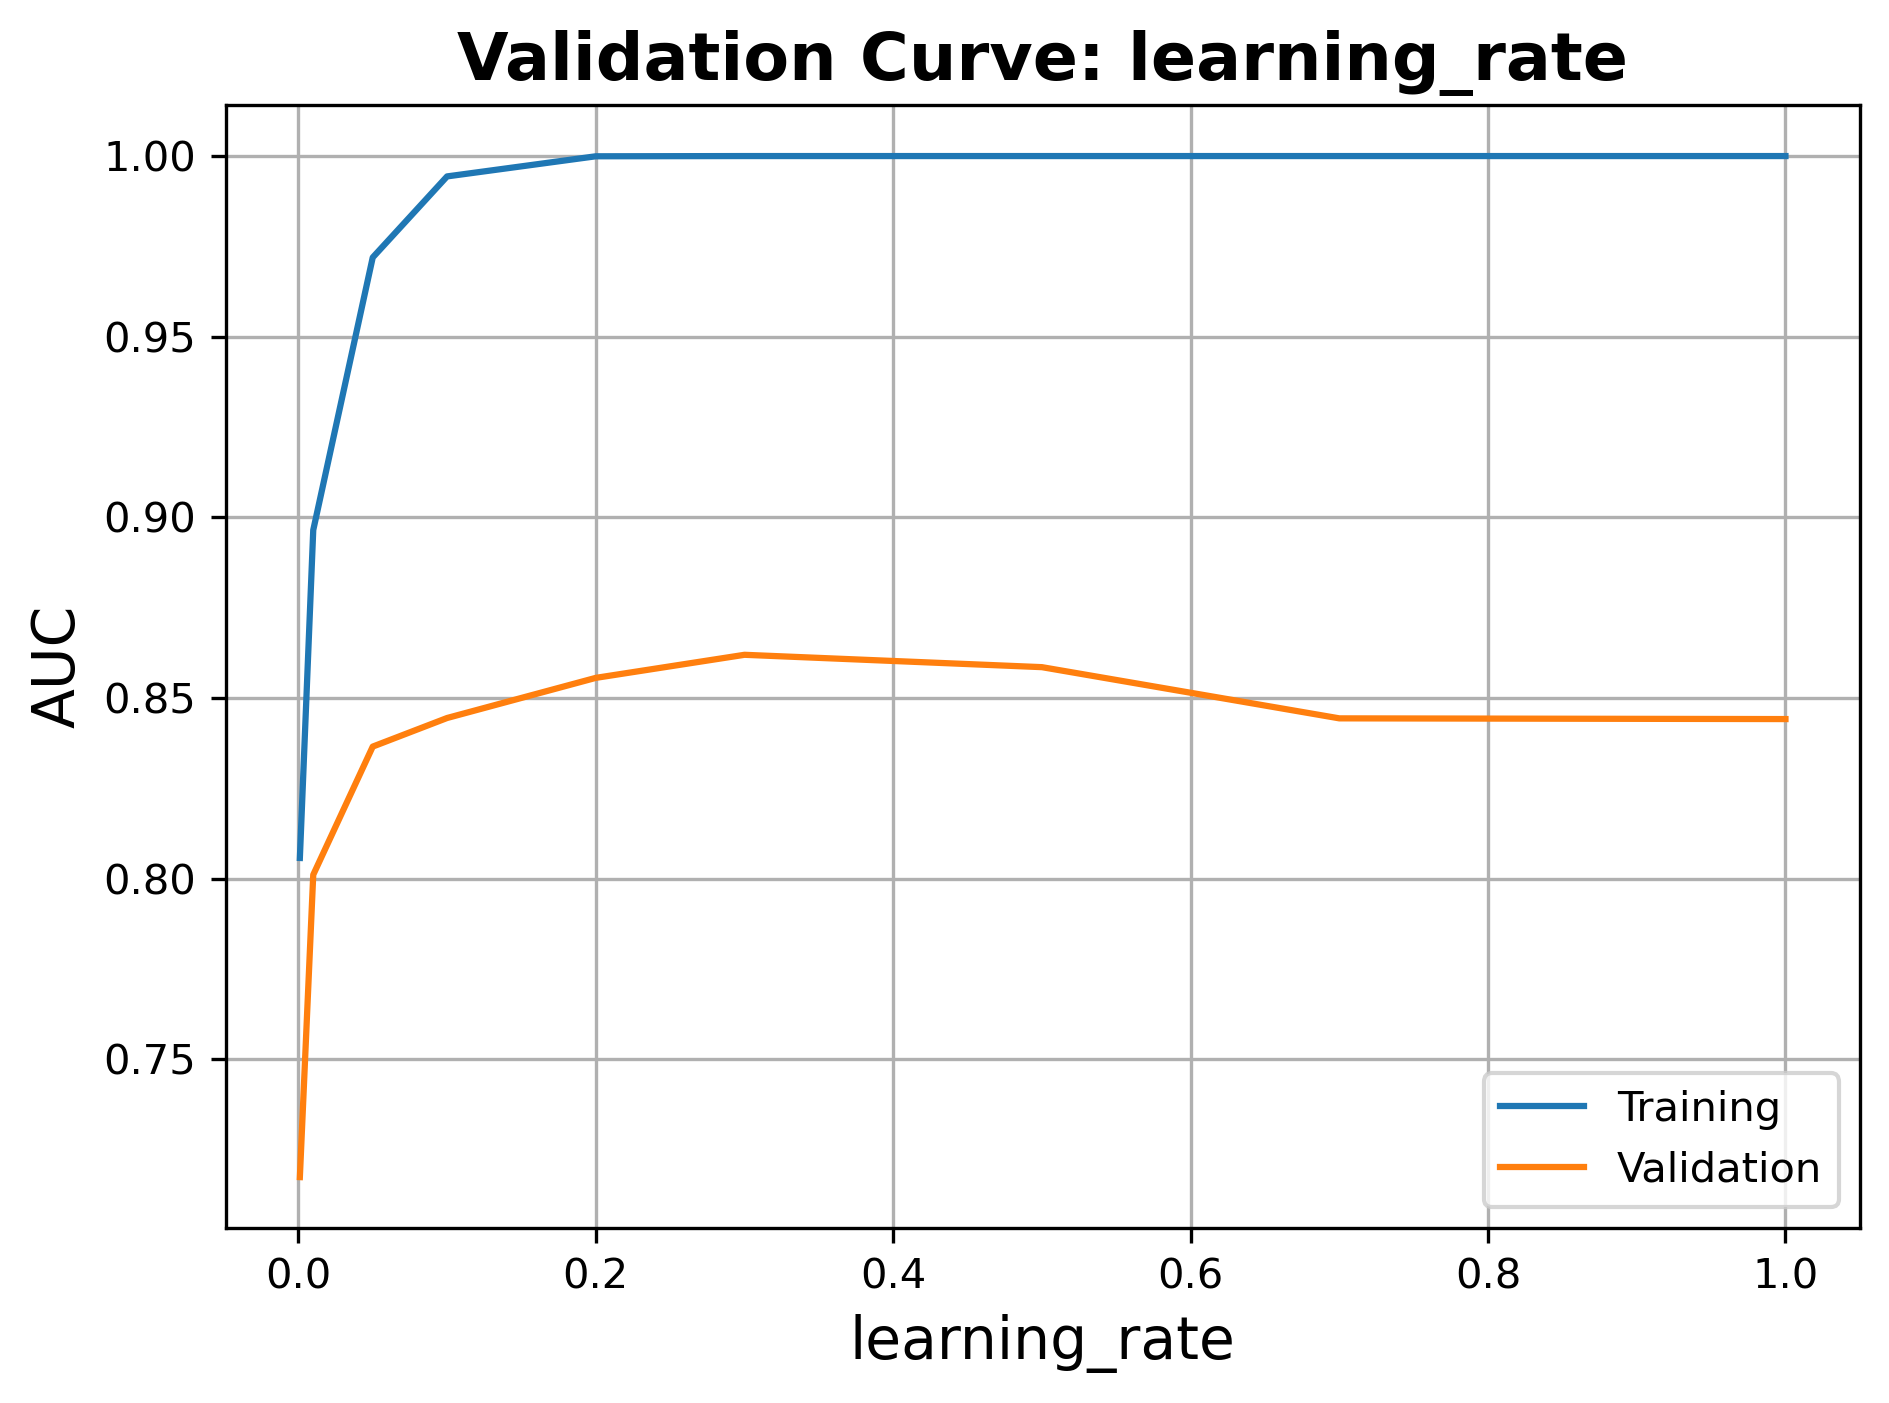 Validation Curve: learning_rate
1.00
0.95
0.90
0.85
0.80
0.75
AUC
Training
Validation
0.0 0.2 0.4 0.6 0.8 1.0
learning_rate